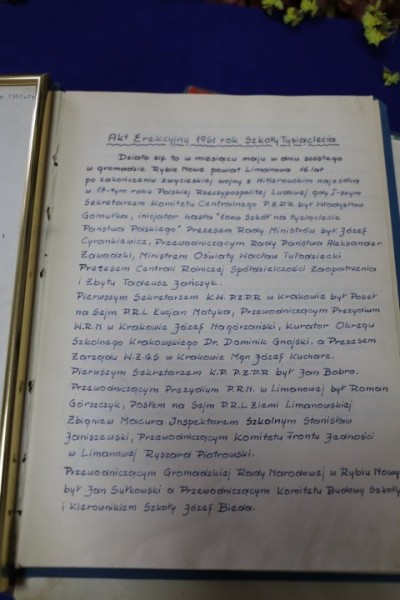 Akt Erekcyjny 1961 rok Szkoły Tysiąclecia
Działo się to w miesiącu maju w dniu szóstego
w gromadzie Rybie Nowe powiat Limanowa 16 lat
po zakończeniu zwycięskiej wojny z Hitlerowskim najeźdźcą
w 17-tym roku Polskiej Rzeczypospolitej Ludowej gdy I-szym
Sekretarzem Komitetu Centralnego P.Z.P.R był Władysław
Gomułka, inicjator hasła "1000 Szkół na tysiąclecie
Państwa Polskiego" Prezesem Rady Ministrów był Józef
Cyrankiewicz, Przewodniczącym Rady Państwa Aleksander
Zawadzki, Ministrem Oświaty Wacław Tułodziecki
Prezesem Centrali Rolniczej Spółdzielczości Zaopatrzenia
i Zbytu Tadeusz Jańczyk.
Pierwszym Sekretarzem K.W. P.Z.P.R w Krakowie był Poseł
na Sejm P.R.L Lucjan Motyka, Przewodniczącym Prezydium
W.R.N w Krakowie Józef Nagórzański, Kurator Okręgu
Szkolnego Krakowskiego Dr. Dominik Gnojski. a Prezesem
Zarządu W.Z.G.S w Krakowie Mgr. Józef Kucharz.
Pierwszym Sekretarzem K.P. P.Z.P.R był Jan Bobro.
Przewodniczącym Prezydium P.R.N. w Limanowej był Roman
Górszczyk, Posłem na Sejm P.R.L Ziemi Limanowskiej
Zbigniew Macura Inspektorem Szkolnym Stanisław
Janiszewski, Przewodniczącym Komitetu Frontu Jedności
w Limanowej Ryszard Piotrowski.
Przewodniczącym Gromadzkiej Rady Narodowej w Rybiu Nowy
był Jan Sułkowski a Przewodniczącym Komitetu Budowy Szkoły
i Kierownikiem Szkoły Józef Bieda.